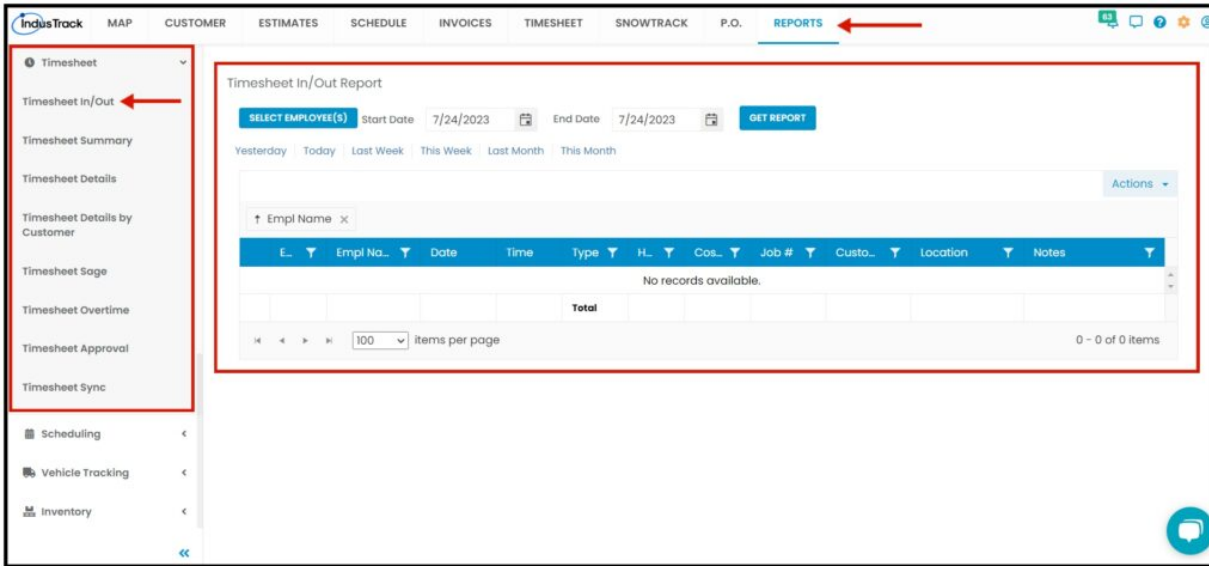 IndusTrack MAP CUSTOMER ESTIMATES SCHEDULE INVOICES TIMESHEET SNOWTRACK P.O. REPORTS 63
Timesheet
Timesheet In/Out
Timesheet Summary
Timesheet Details
Timesheet Details by
Customer
Timesheet Sage
Timesheet Overtime
Timesheet Approval
Timesheet Sync
Scheduling
Vehicle Tracking
Inventory
Timesheet In/Out Report
SELECT EMPLOYEE(S) Start Date 7/24/2023 End Date 7/24/2023 GET REPORT
Yesterday Today Last Week This Week Last Month This Month
Actions
↑ Empl Name ×
E... Empl Na... Date Time Type H... Cos... Job # Custo... Location Notes
No records available.
Total
100 items per page 0 - 0 of 0 items